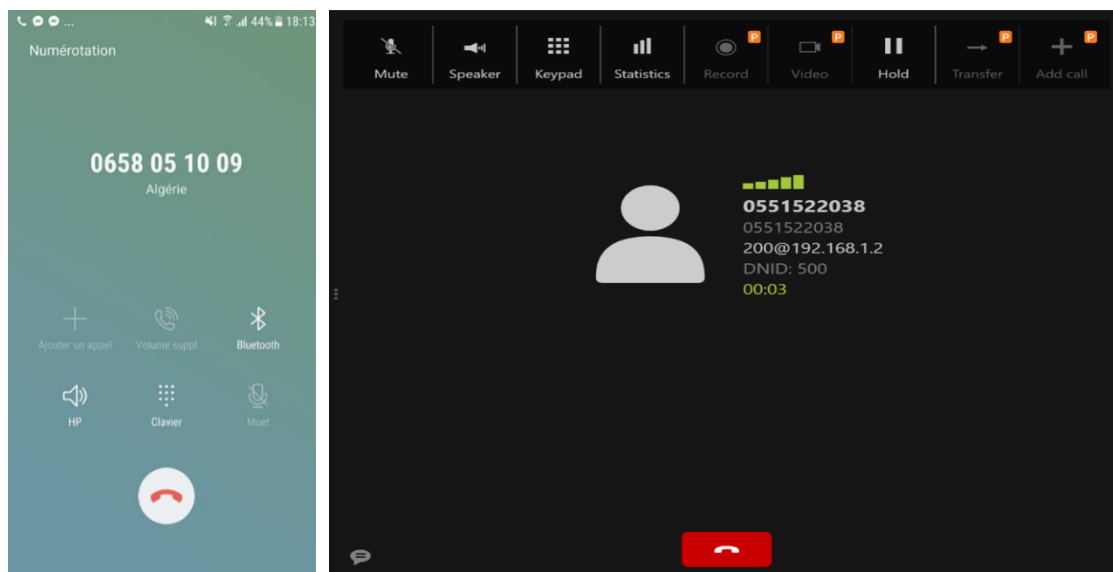 ... 44% 18:13
Numérotation
0658 05 10 09
Algérie
Ajouter un appel Volume suppl Bluetooth
HP Clavier Muet
Mute Speaker Keypad Statistics Record P Video P Hold Transfer P Add call P
0551522038
0551522038
200@192.168.1.2
DNID: 500
00:03